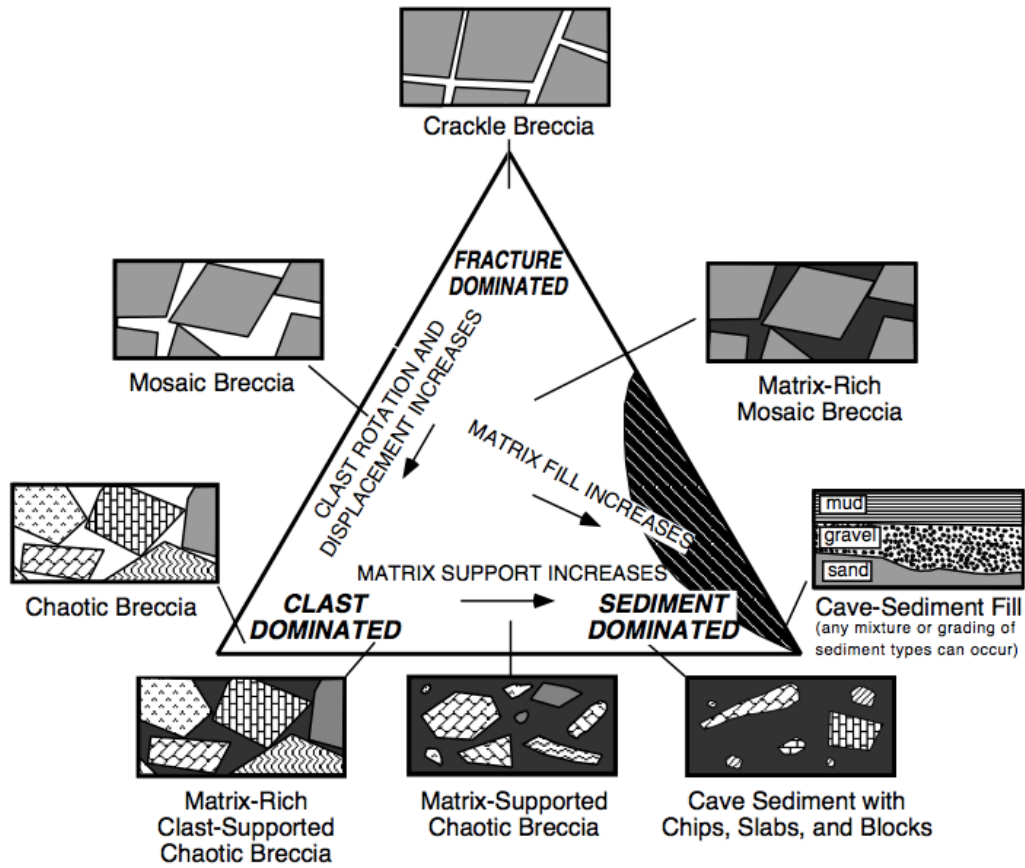 Crackle Breccia
FRACTURE
DOMINATED
Mosaic Breccia
Matrix-Rich
Mosaic Breccia
CLAST ROTATION AND
DISPLACEMENT INCREASES
MATRIX FILL INCREASES
mud
gravel
sand
Chaotic Breccia
MATRIX SUPPORT INCREASES
CLAST
DOMINATED
SEDIMENT
DOMINATED
Cave-Sediment Fill
(any mixture or grading of
sediment types can occur)
Matrix-Rich
Clast-Supported
Chaotic Breccia
Matrix-Supported
Chaotic Breccia
Cave Sediment with
Chips, Slabs, and Blocks